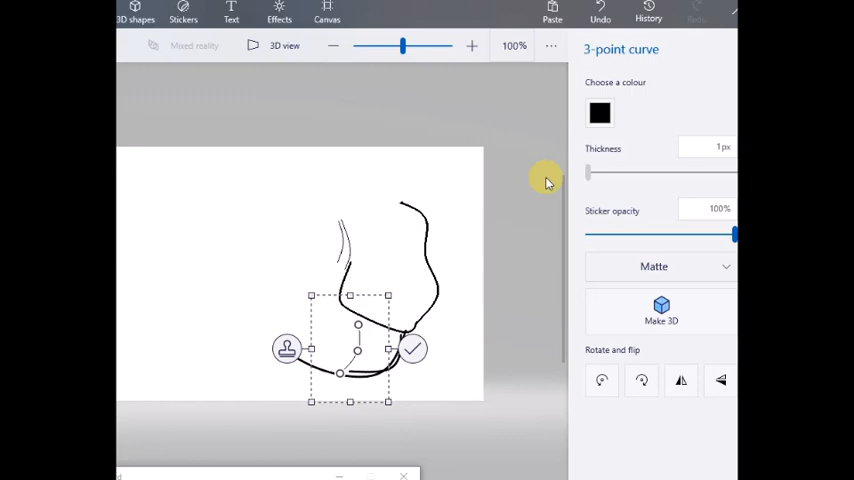 3D shapes
Stickers
Text
Effects
Canvas
Paste
Undo
History
Redo
Mixed reality
3D view
100%
3-point curve
Choose a colour
Thickness
1px
Sticker opacity
100%
Matte
Make 3D
Rotate and flip